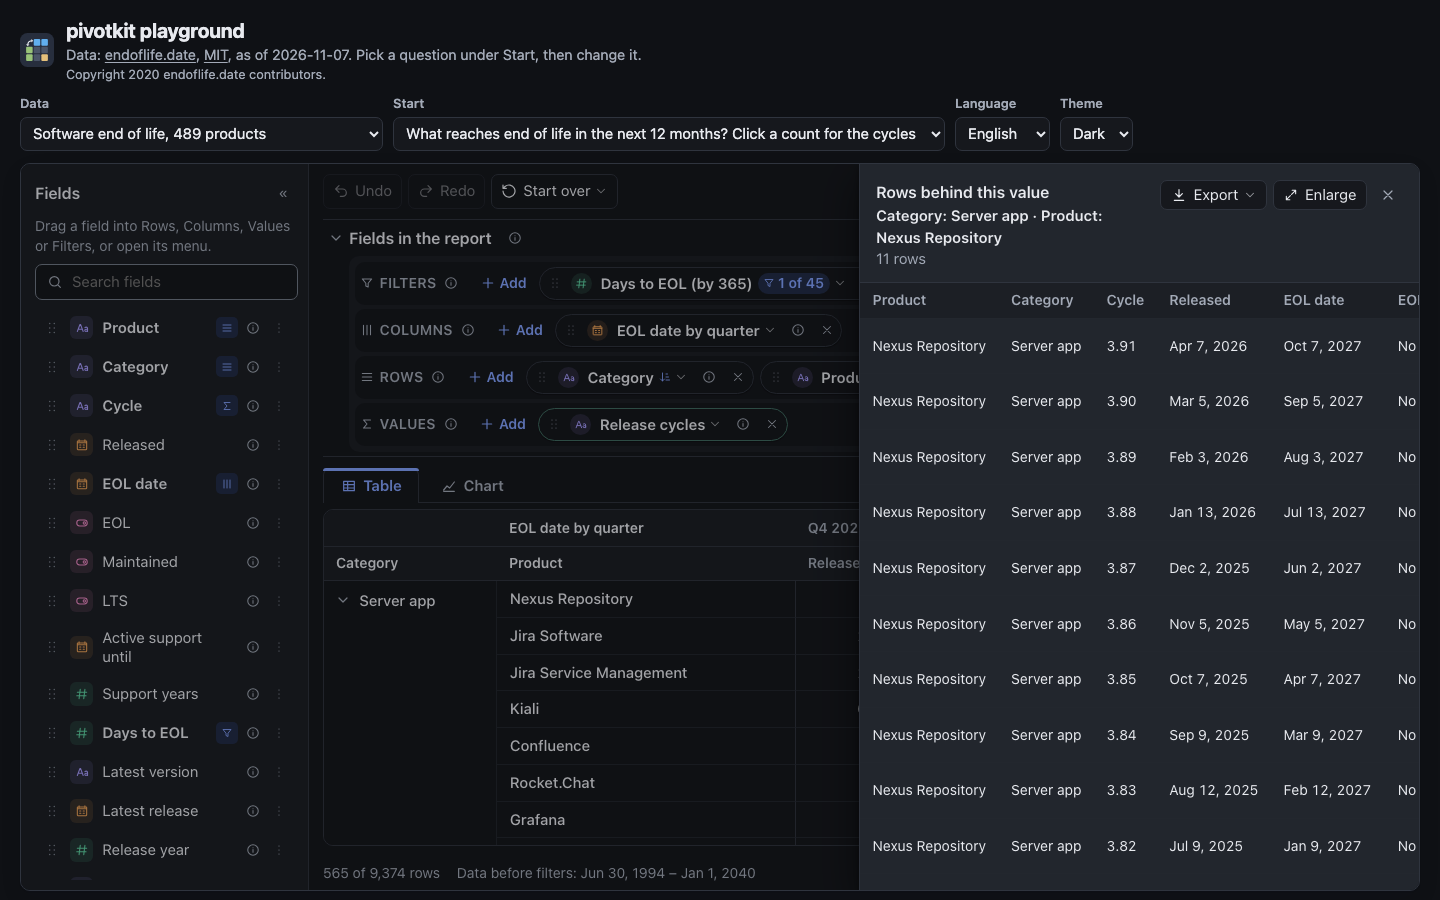 pivotkit playground
Data: endoflife.date, MIT, as of 2026-11-07. Pick a question under Start, then change it.
Copyright 2020 endoflife.date contributors.
Data
Start
Language
Theme
Software end of life, 489 products
What reaches end of life in the next 12 months? Click a count for the cycles
English
Dark
Fields
«
Drag a field into Rows, Columns, Values
or Filters, or open its menu.
Search fields
Aa Product
Aa Category
Aa Cycle Σ
Released
EOL date
EOL
Maintained
LTS
Active support
until
# Support years
# Days to EOL
Aa Latest version
Latest release
# Release year
Undo
Redo
Start over
Fields in the report
FILTERS
+ Add
# Days to EOL (by 365) 1 of 45
COLUMNS
+ Add
EOL date by quarter
ROWS
+ Add
Aa Category
Aa Produ
Σ VALUES
+ Add
Aa Release cycles
Table
Chart
EOL date by quarter
Q4 202
Category
Product
Release
Server app
Nexus Repository
Jira Software
Jira Service Management
Kiali
Confluence
Rocket.Chat
Grafana
565 of 9,374 rows
Data before filters: Jun 30, 1994 – Jan 1, 2040
Rows behind this value
Category: Server app · Product:
Nexus Repository
11 rows
Export
Enlarge
Product Category Cycle Released EOL date EOL
Nexus Repository Server app 3.91 Apr 7, 2026 Oct 7, 2027 No
Nexus Repository Server app 3.90 Mar 5, 2026 Sep 5, 2027 No
Nexus Repository Server app 3.89 Feb 3, 2026 Aug 3, 2027 No
Nexus Repository Server app 3.88 Jan 13, 2026 Jul 13, 2027 No
Nexus Repository Server app 3.87 Dec 2, 2025 Jun 2, 2027 No
Nexus Repository Server app 3.86 Nov 5, 2025 May 5, 2027 No
Nexus Repository Server app 3.85 Oct 7, 2025 Apr 7, 2027 No
Nexus Repository Server app 3.84 Sep 9, 2025 Mar 9, 2027 No
Nexus Repository Server app 3.83 Aug 12, 2025 Feb 12, 2027 No
Nexus Repository Server app 3.82 Jul 9, 2025 Jan 9, 2027 No